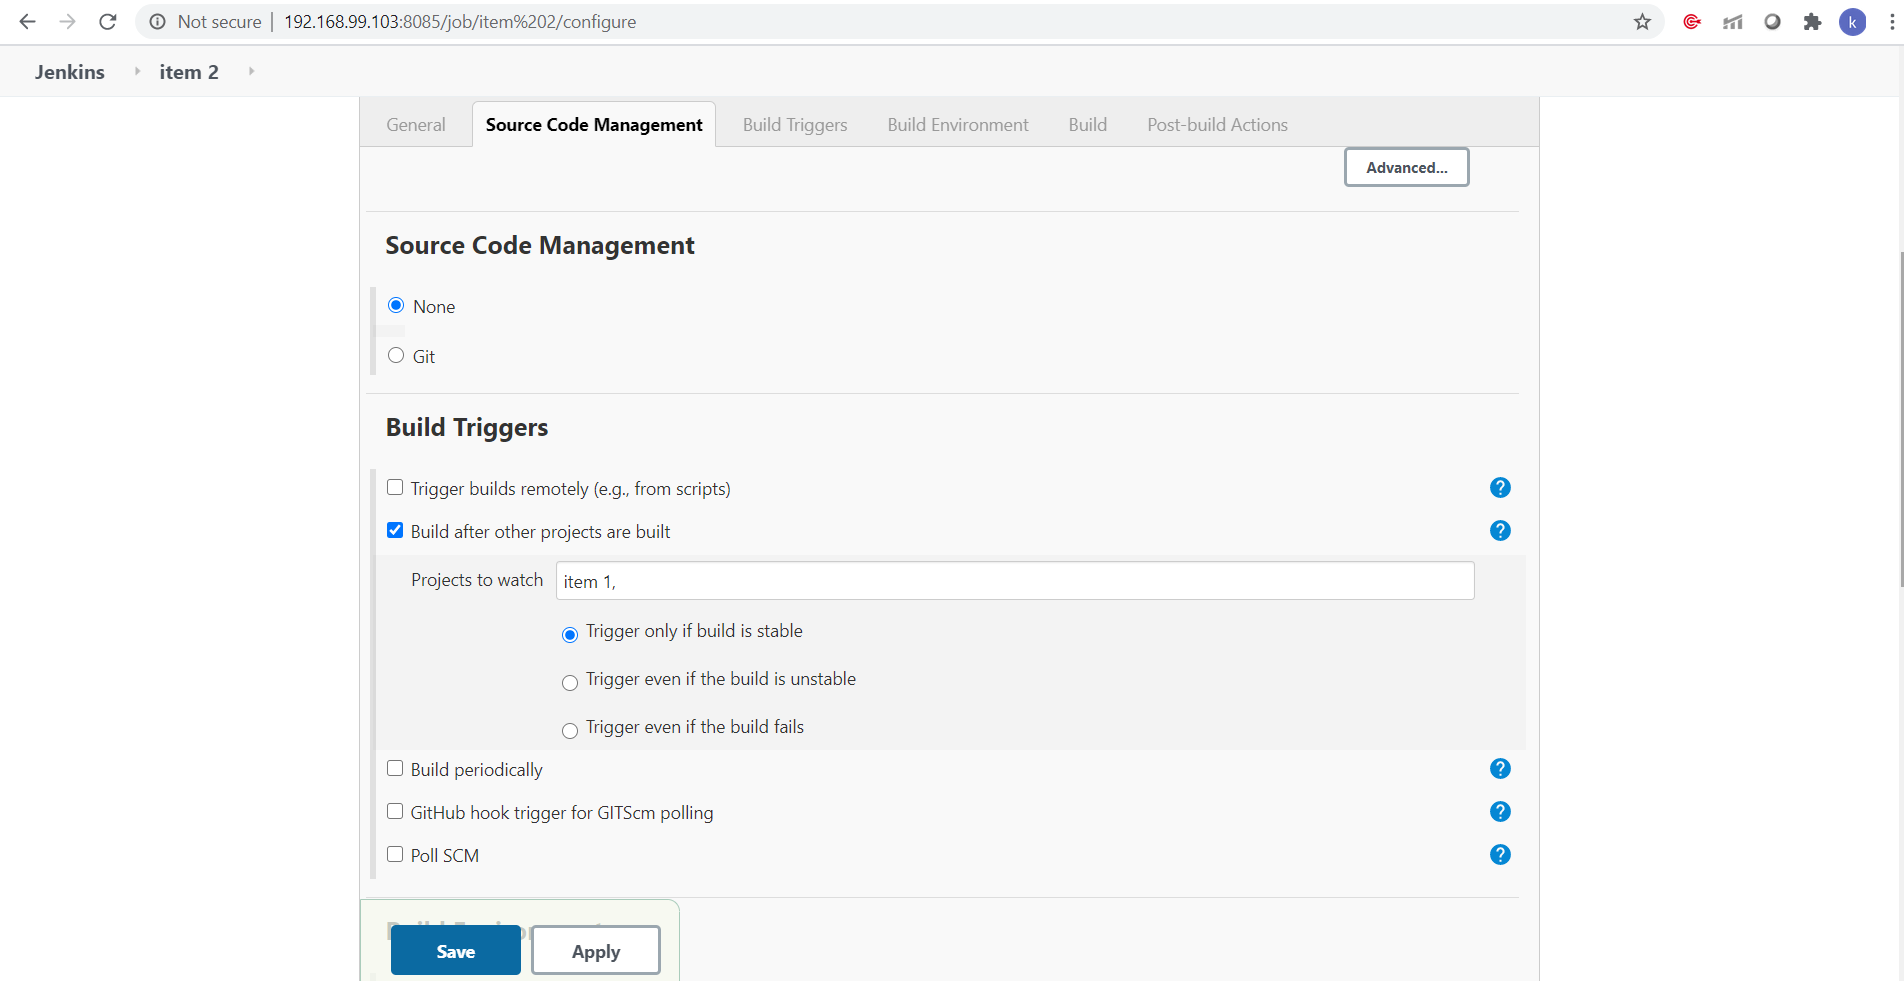 Not secure | 192.168.99.103:8085/job/item%202/configure
k
Jenkins item 2
General Source Code Management Build Triggers Build Environment Build Post-build Actions
Advanced...
Source Code Management
None
Git
Build Triggers
Trigger builds remotely (e.g., from scripts) ?
Build after other projects are built ?
Projects to watch item 1,
Trigger only if build is stable
Trigger even if the build is unstable
Trigger even if the build fails
Build periodically ?
GitHub hook trigger for GITScm polling ?
Poll SCM ?
Save Apply